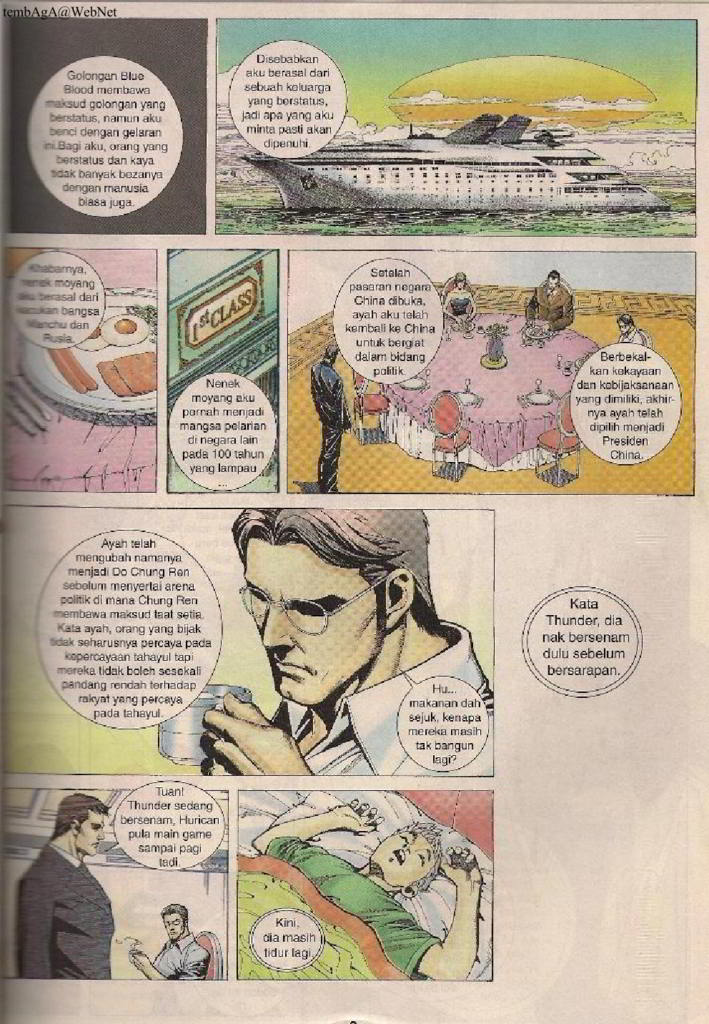 tembAgA@WebNet
Golongan Blue
Blood membawa
maksud golongan yang
berstatus, namun aku
benci dengan gelaran
ini.Bagi aku, orang yang
berstatus dan kaya
tidak banyak bezanya
dengan manusia
biasa juga.
Disebabkan
aku berasal dari
sebuah keluarga
yang berstatus,
jadi apa yang aku
minta pasti akan
dipenuhi.
Khabarnya,
nenek moyang
aku berasal dari
kacukan bangsa
Manchu dan
Rusia.
1st CLASS
Nenek
moyang aku
pernah menjadi
mangsa pelarian
di negara lain
pada 100 tahun
yang lampau
...
Setelah
pasaran negara
China dibuka,
ayah aku telah
kembali ke China
untuk bergiat
dalam bidang
politik.
Berbekal-
kan kekayaan
dan kebijaksanaan
yang dimiliki, akhir-
nya ayah telah
dipilih menjadi
Presiden
China.
Ayah telah
mengubah namanya
menjadi Do Chung Ren
sebelum menyertai arena
politik di mana Chung Ren
membawa maksud taat setia.
Kata ayah, orang yang bijak
tidak seharusnya percaya pada
kepercayaan tahayul tapi
mereka tidak boleh sesekali
pandang rendah terhadap
rakyat yang percaya
pada tahayul.
Hu...
makanan dah
sejuk, kenapa
mereka masih
tak bangun
lagi?
Kata
Thunder, dia
nak bersenam
dulu sebelum
bersarapan.
Tuan!
Thunder sedang
bersenam, Hurican
pula main game
sampai pagi
tadi.
Kini,
dia masih
tidur lagi.